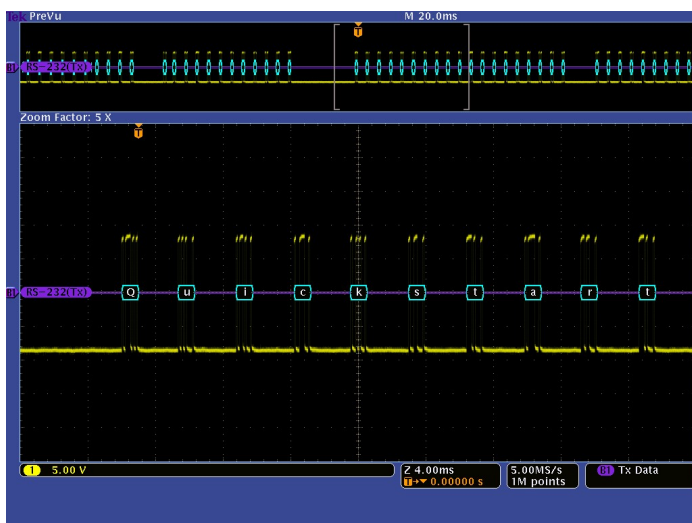 Tek PreVu M 20.0ms
T
B1 RS-232(Tx)
Zoom Factor: 5 X
T
B1 RS-232(Tx) Q u i c k s t a r t
1 5.00 V Z 4.00ms 5.00MS/s B1 Tx Data
T→▾ 0.00000 s 1M points